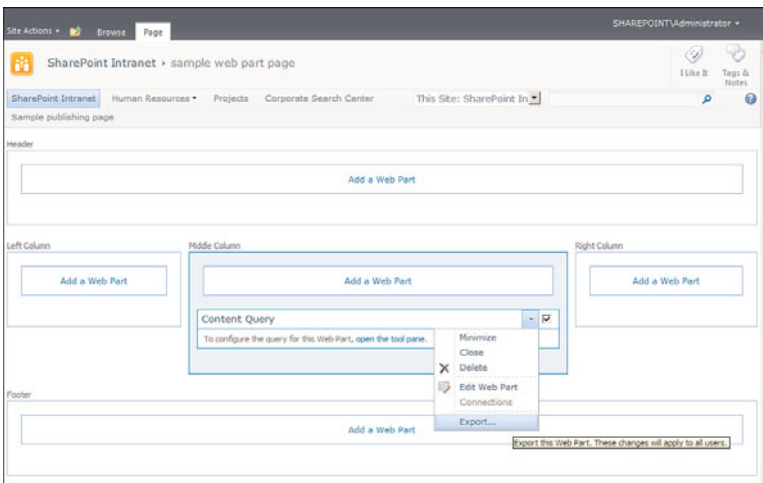 SHAREPOINT\Administrator
Site Actions Browse Page
SharePoint Intranet › sample web part page
I Like It Tags & Notes
SharePoint Intranet Human Resources Projects Corporate Search Center This Site: SharePoint In
Sample publishing page
Header
Add a Web Part
Left Column Middle Column Right Column
Add a Web Part Add a Web Part Add a Web Part
Content Query
To configure the query for this Web Part, open the tool pane.
Minimize
Close
Delete
Edit Web Part
Connections
Export...
Export this Web Part. These changes will apply to all users.
Footer
Add a Web Part